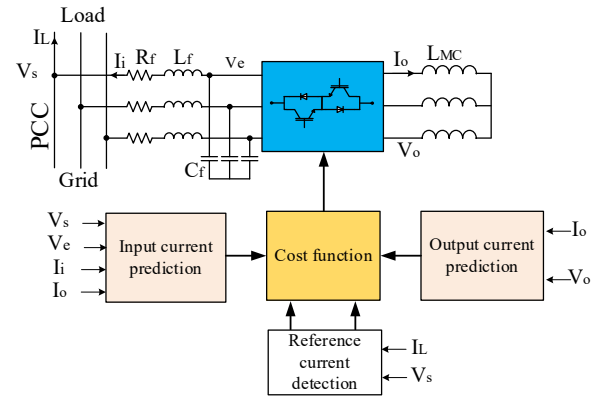 Load
IL
Ii
Rf
Lf
Ve
Io
LMC
Vs
PCC
Cf
Vo
Grid
Vs
Ve
Ii
Io
Input current
prediction
Cost function
Output current
prediction
Io
Vo
Reference
current
detection
IL
Vs